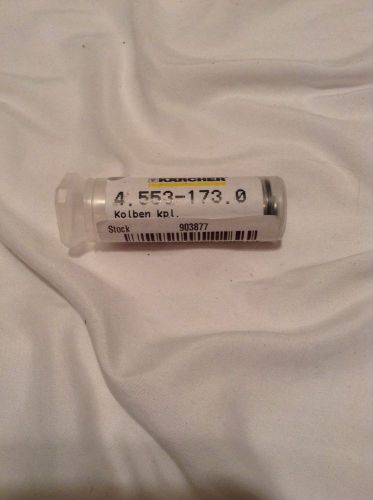 KÄRCHER
4.553-173.0
Kolben kpl.
Stock 903877